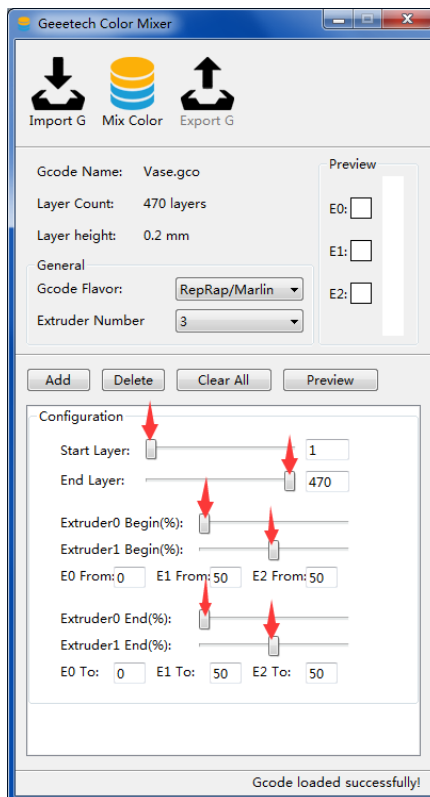 Geeetech Color Mixer
Import G Mix Color Export G
Gcode Name: Vase.gco
Layer Count: 470 layers
Layer height: 0.2 mm
Preview
E0:
E1:
E2:
General
Gcode Flavor: RepRap/Marlin
Extruder Number 3
Add Delete Clear All Preview
Configuration
Start Layer: 1
End Layer: 470
Extruder0 Begin(%):
Extruder1 Begin(%):
E0 From: 0 E1 From: 50 E2 From: 50
Extruder0 End(%):
Extruder1 End(%):
E0 To: 0 E1 To: 50 E2 To: 50
Gcode loaded successfully!